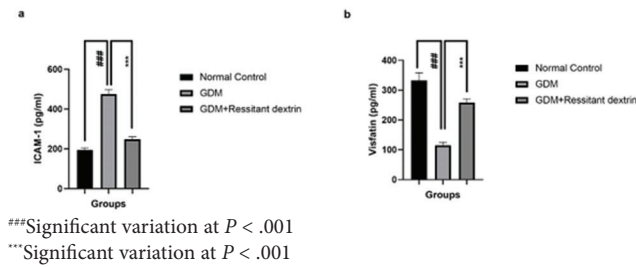 a
b
###
***
600
400
200
0
ICAM-1 (pg/ml)
Groups
Normal Control
GDM
GDM+Ressitant dextrin
###
***
400
300
200
100
0
Visfatin (pg/ml)
Groups
Normal Control
GDM
GDM+Ressitant dextrin
###Significant variation at P < .001
***Significant variation at P < .001